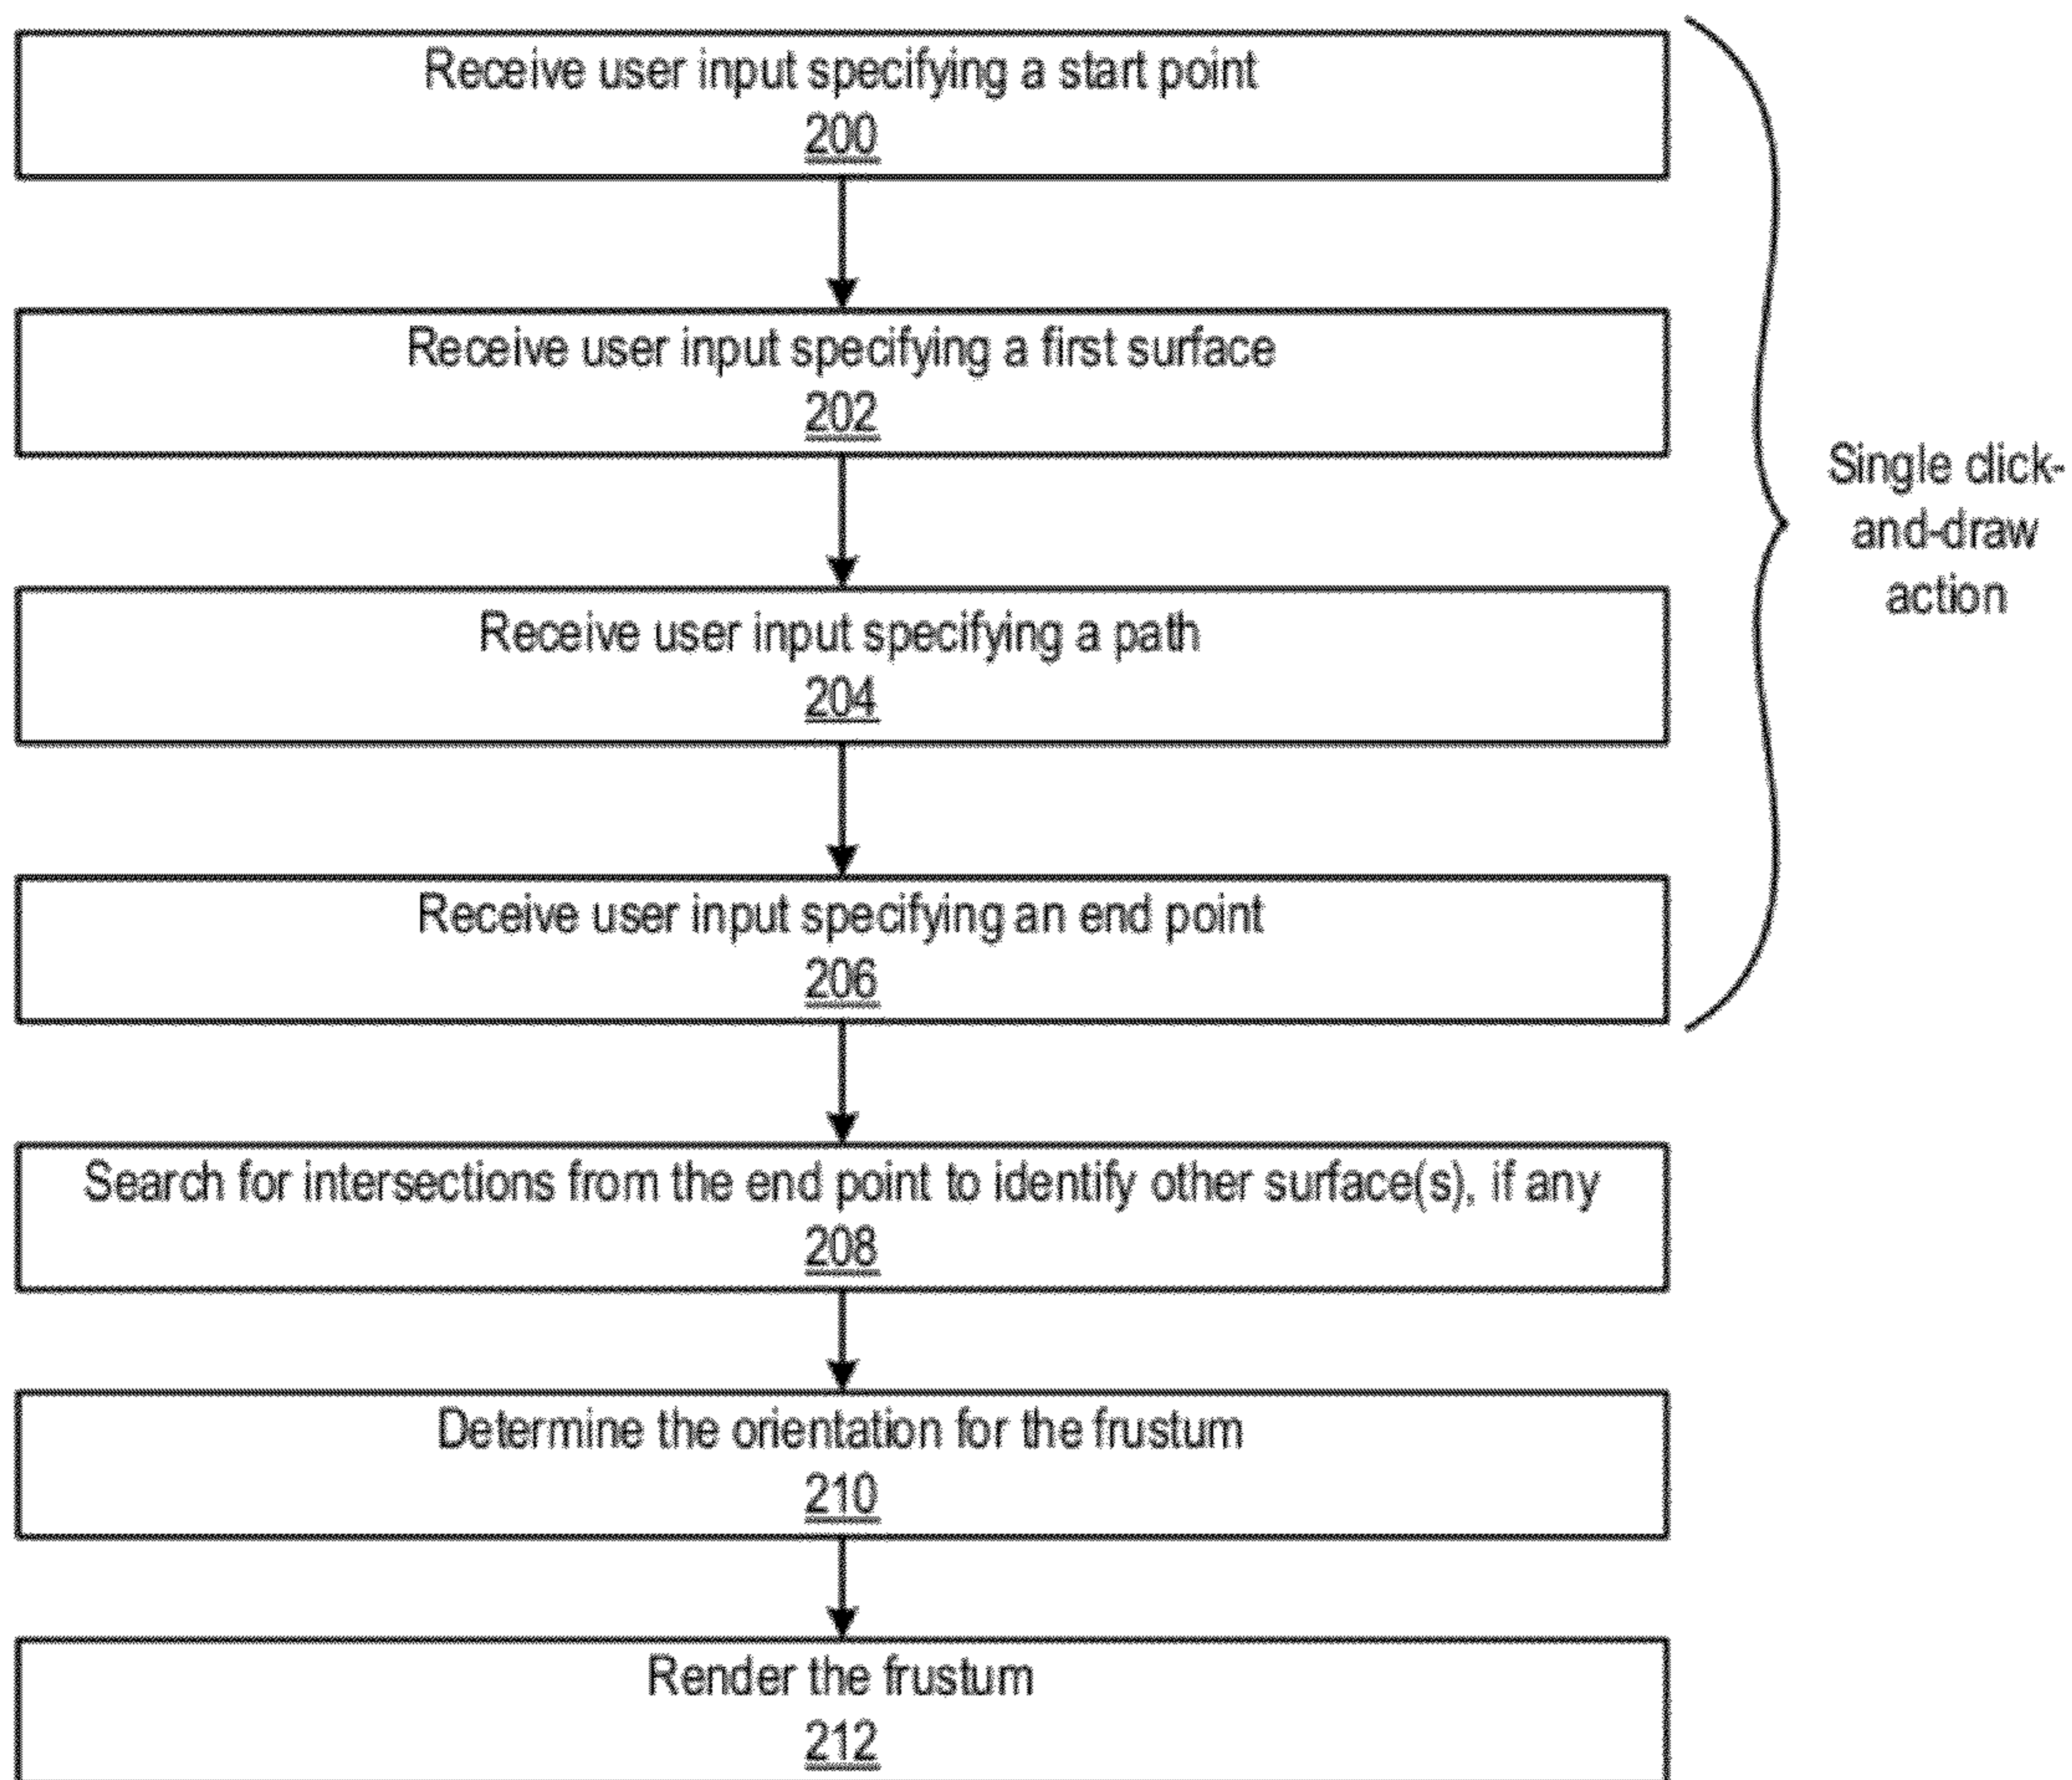 Receive user input specifying a start point
200
Receive user input specifying a first surface
202
Single click-
and-draw
action
Receive user input specifying a path
204
Receive user input specifying an end point
206
Search for intersections from the end point to identify other surface(s), if any
208
Determine the orientation for the frustum
210
Render the frustum
212